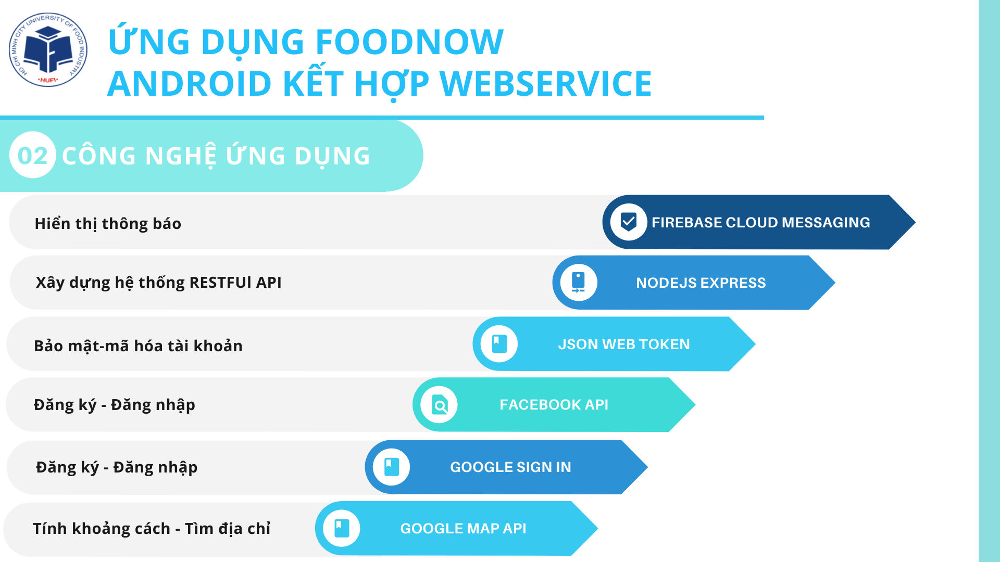 HO CHI MINH CITY UNIVERSITY OF FOOD INDUSTRY
•HUFI•
ỨNG DỤNG FOODNOW
ANDROID KẾT HỢP WEBSERVICE
02 CÔNG NGHỆ ỨNG DỤNG
Hiển thị thông báo
FIREBASE CLOUD MESSAGING
Xây dựng hệ thống RESTFUl API
NODEJS EXPRESS
Bảo mật-mã hóa tài khoản
JSON WEB TOKEN
Đăng ký - Đăng nhập
FACEBOOK API
Đăng ký - Đăng nhập
GOOGLE SIGN IN
Tính khoảng cách - Tìm địa chỉ
GOOGLE MAP API